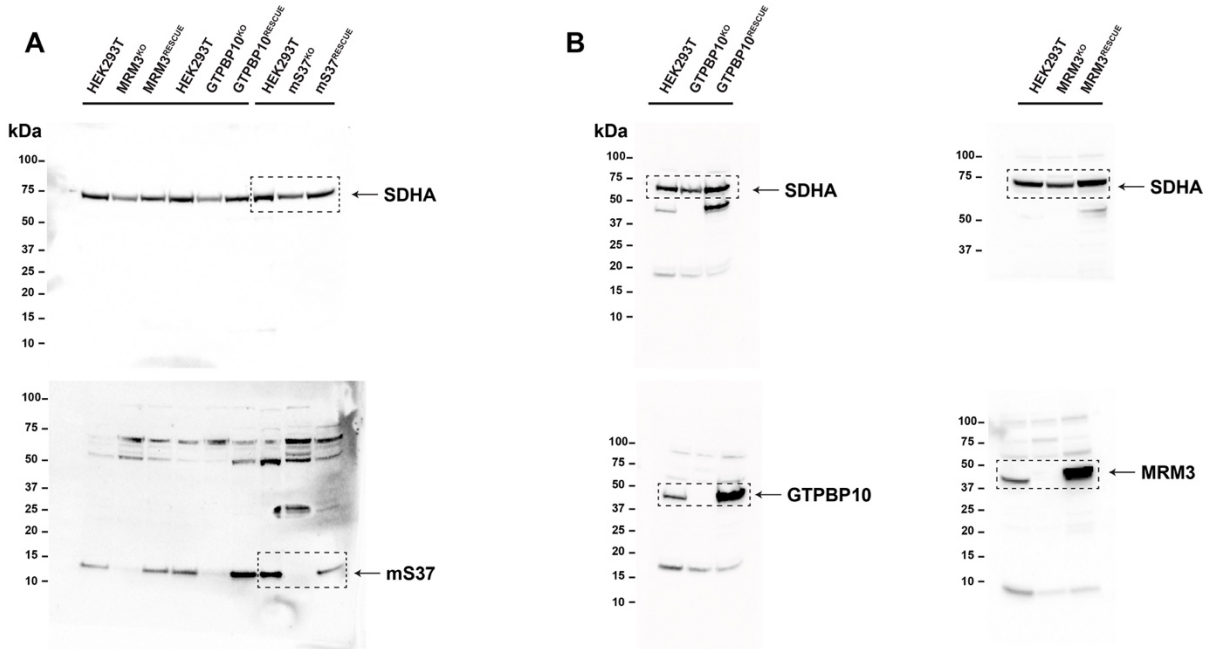 A
HEK293T
MRM3KO
MRM3RESCUE
HEK293T
GTPBP10KO
GTPBP10RESCUE
HEK293T
mS37KO
mS37RESCUE
kDa
100
75
50
37
25
20
15
10
SDHA
100
75
50
37
25
20
15
10
mS37
B
HEK293T
GTPBP10KO
GTPBP10RESCUE
kDa
100
75
50
37
25
20
15
10
SDHA
100
75
50
37
25
20
15
10
GTPBP10
HEK293T
MRM3KO
MRM3RESCUE
100
75
50
37
SDHA
100
75
50
37
25
20
15
10
MRM3